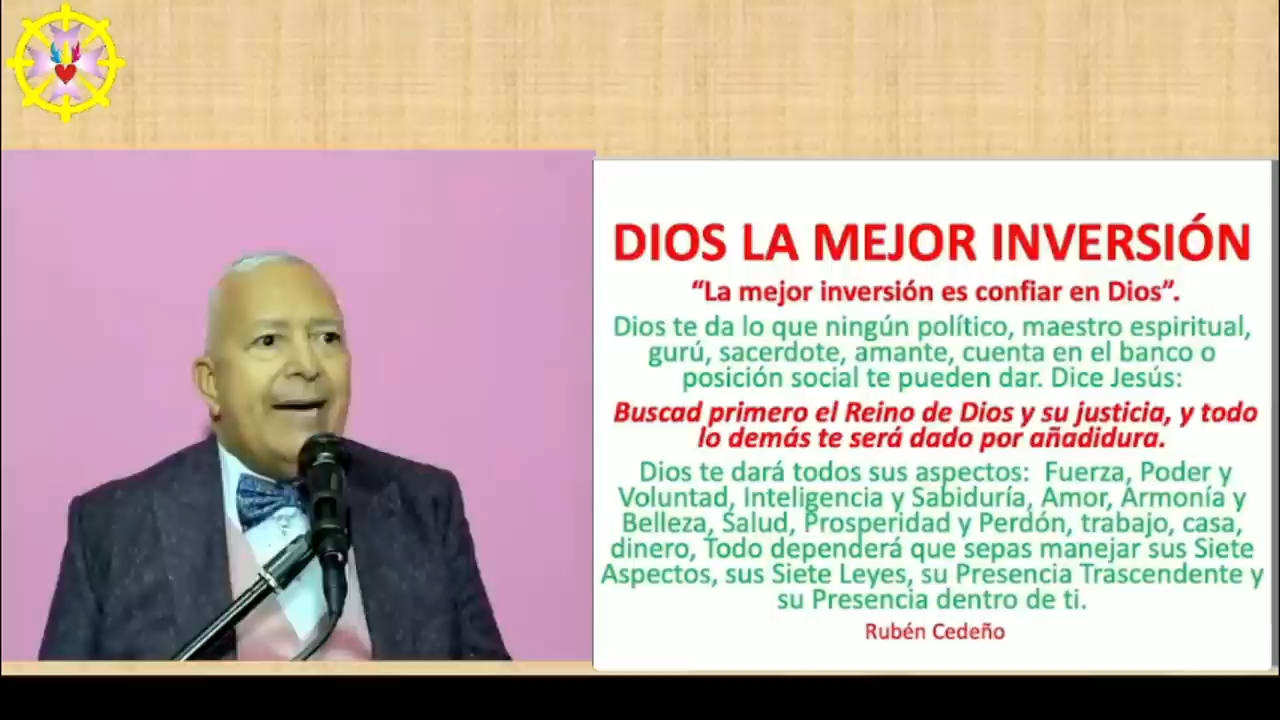 DIOS LA MEJOR INVERSIÓN
“La mejor inversión es confiar en Dios”.
Dios te da lo que ningún político, maestro espiritual,
gurú, sacerdote, amante, cuenta en el banco o
posición social te pueden dar. Dice Jesús:
Buscad primero el Reino de Dios y su justicia, y todo
lo demás te será dado por añadidura.
Dios te dará todos sus aspectos: Fuerza, Poder y
Voluntad, Inteligencia y Sabiduría, Amor, Armonía y
Belleza, Salud, Prosperidad y Perdón, trabajo, casa,
dinero, Todo dependerá que sepas manejar sus Siete
Aspectos, sus Siete Leyes, su Presencia Trascendente y
su Presencia dentro de ti.
Rubén Cedeño